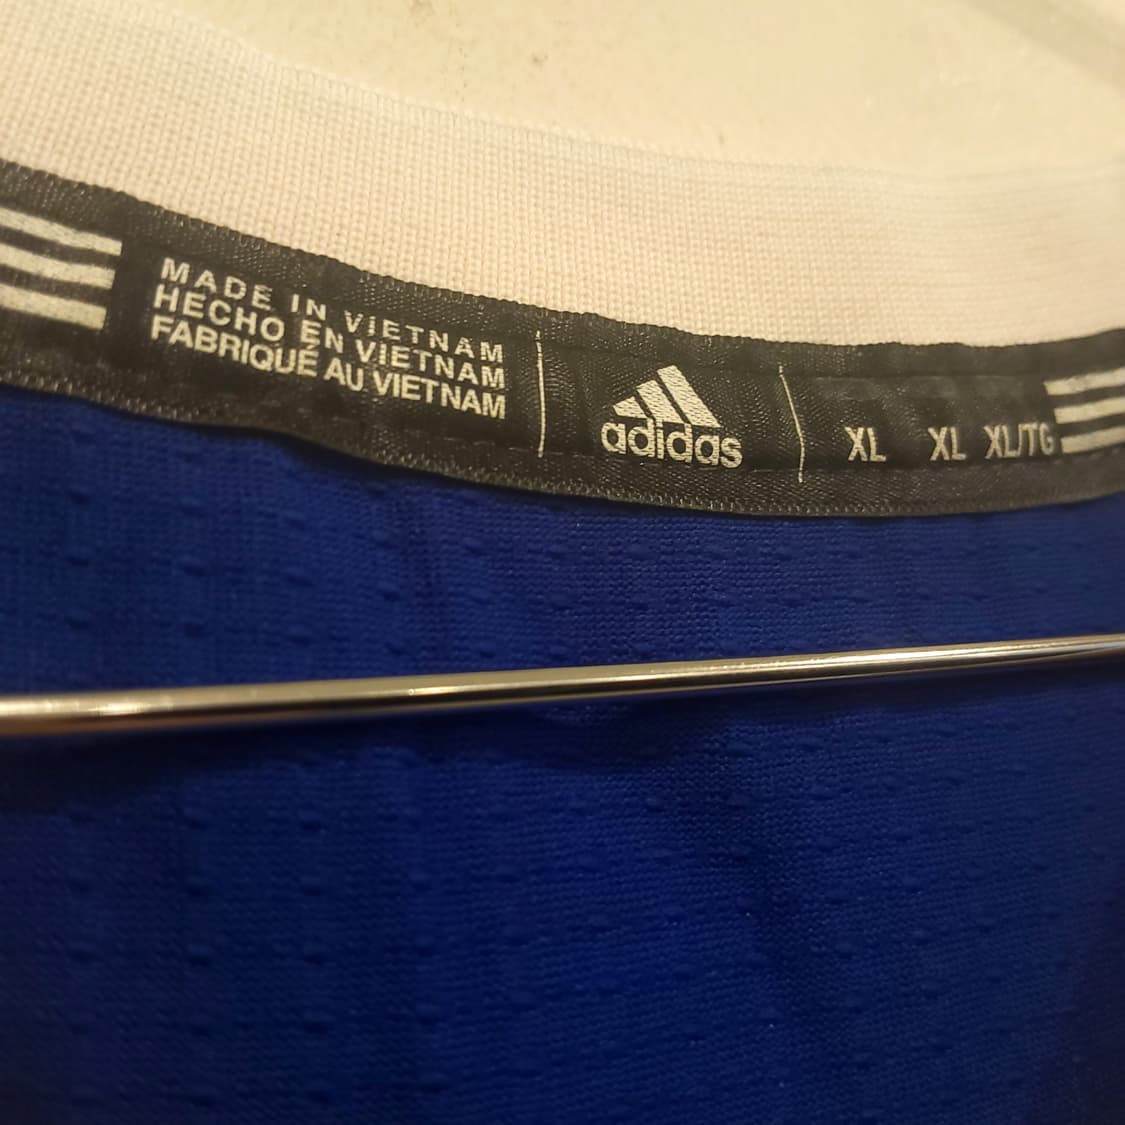 MADE IN VIETNAM
HECHO EN VIETNAM
FABRIQUÉ AU VIETNAM
adidas
XL XL XL/TG